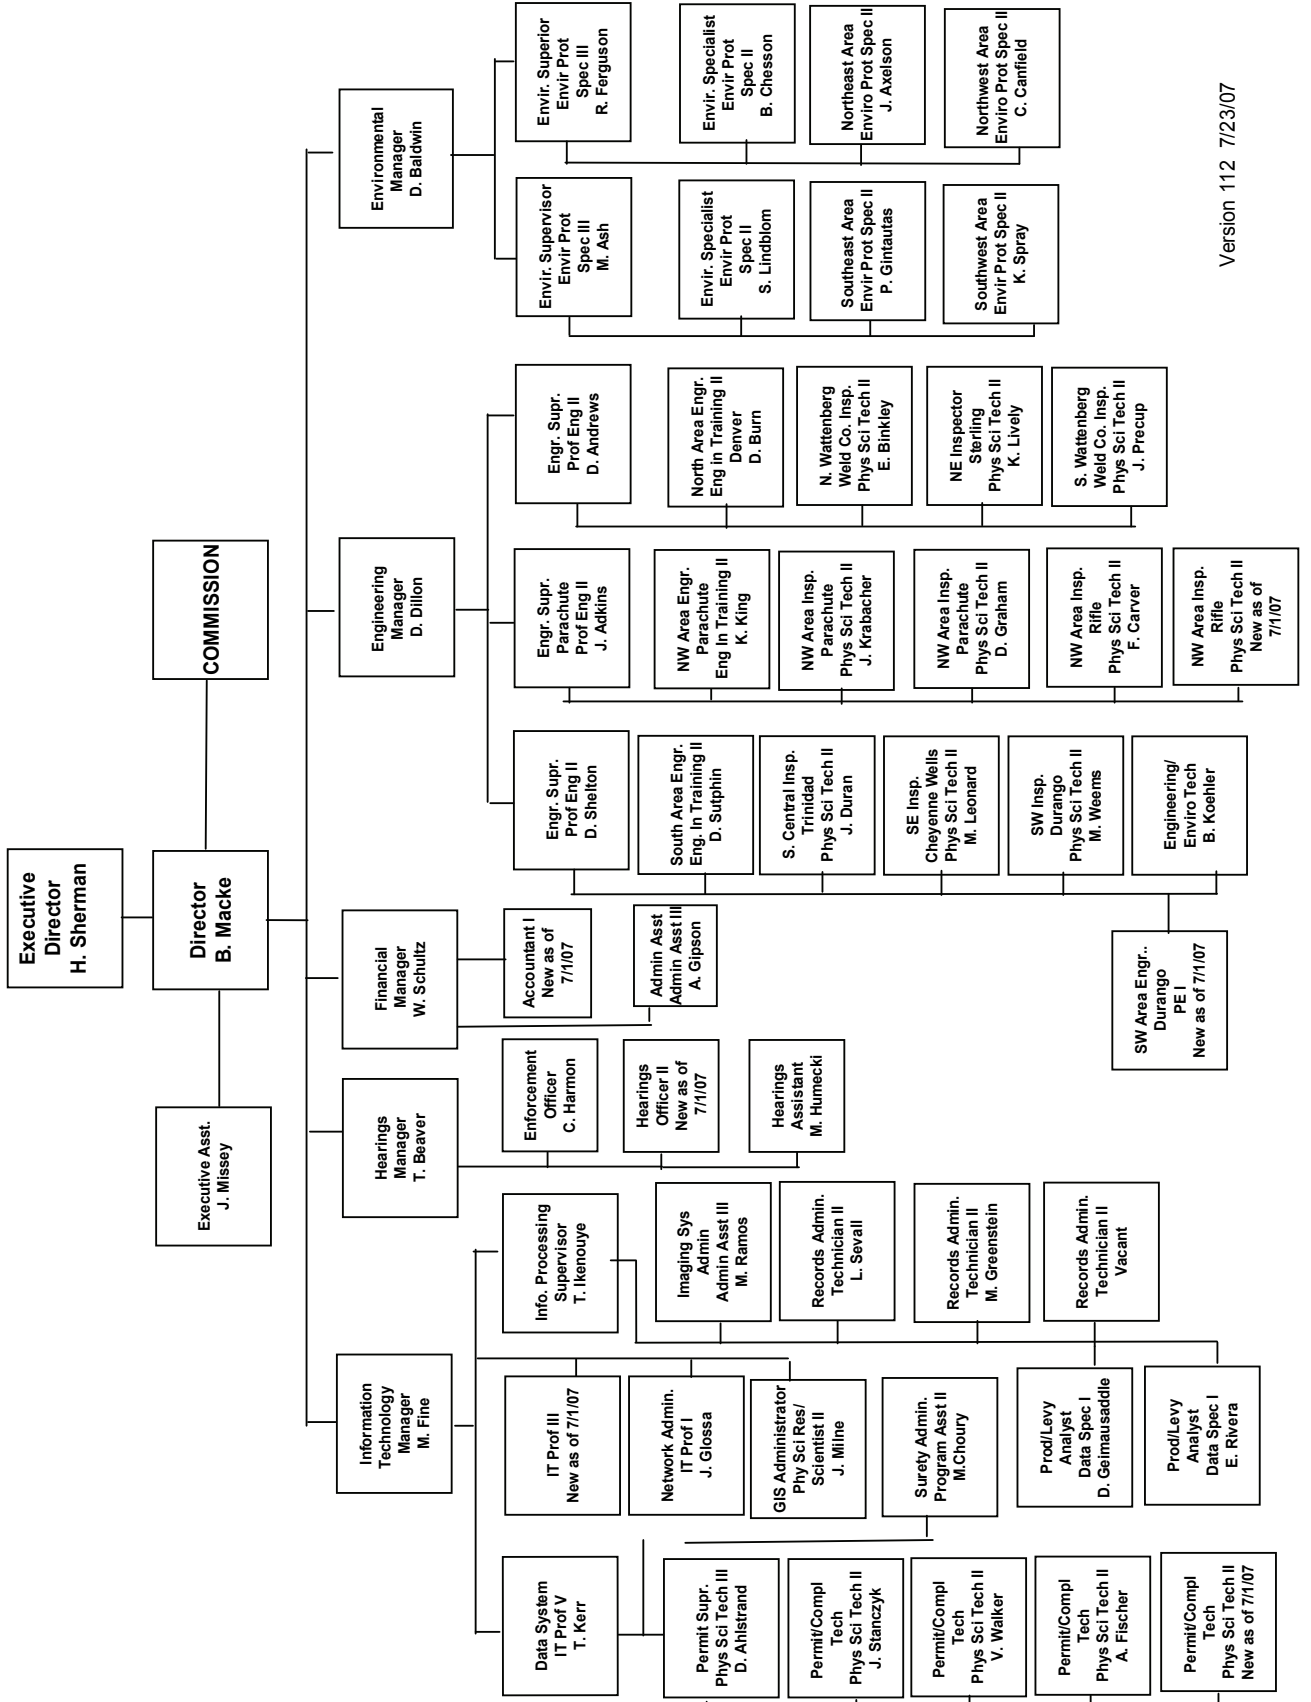 Executive
Director
H. Sherman
Director
B. Macke
COMMISSION
Executive Asst.
J. Missey
Information
Technology
Manager
M. Fine
Hearings
Manager
T. Beaver
Financial
Manager
W. Schultz
Engineering
Manager
D. Dillon
Environmental
Manager
D. Baldwin
Data System
IT Prof V
T. Kerr
Permit Supr.
Phys Sci Tech III
D. Ahlstrand
Permit/Compl
Tech
Phys Sci Tech II
J. Stanczyk
Permit/Compl
Tech
Phys Sci Tech II
V. Walker
Permit/Compl
Tech
Phys Sci Tech II
A. Fischer
Permit/Compl
Tech
Phys Sci Tech II
New as of 7/1/07
IT Prof III
New as of 7/1/07
Network Admin.
IT Prof I
J. Glossa
GIS Administrator
Phy Sci Res/
Scientist II
J. Milne
Surety Admin.
Program Asst II
M.Choury
Prod/Levy
Analyst
Data Spec I
D. Geimausaddle
Prod/Levy
Analyst
Data Spec I
E. Rivera
Info. Processing
Supervisor
T. Ikenouye
Imaging Sys
Admin
Admin Asst III
M. Ramos
Records Admin.
Technician II
L. Sevall
Records Admin.
Technician II
M. Greenstein
Records Admin.
Technician II
Vacant
Enforcement
Officer
C. Harmon
Hearings
Officer II
New as of
7/1/07
Hearings
Assistant
M. Humecki
Accountant I
New as of
7/1/07
Admin Asst
Admin Asst III
A. Gipson
Engr. Supr.
Prof Eng II
D. Shelton
South Area Engr.
Eng. In Training II
D. Sutphin
S. Central Insp.
Trinidad
Phys Sci Tech II
J. Duran
SE Insp.
Cheyenne Wells
Phys Sci Tech II
M. Leonard
SW Insp.
Durango
Phys Sci Tech II
M. Weems
Engineering/
Enviro Tech
B. Koehler
SW Area Engr..
Durango
PE I
New as of 7/1/07
Engr. Supr.
Parachute
Prof Eng II
J. Adkins
NW Area Engr.
Parachute
Eng In Training II
K. King
NW Area Insp.
Parachute
Phys Sci Tech II
J. Krabacher
NW Area Insp.
Parachute
Phys Sci Tech II
D. Graham
NW Area Insp.
Rifle
Phys Sci Tech II
F. Carver
NW Area Insp.
Rifle
Phys Sci Tech II
New as of
7/1/07
Engr. Supr.
Prof Eng II
D. Andrews
North Area Engr.
Eng in Training II
Denver
D. Burn
N. Wattenberg
Weld Co. Insp.
Phys Sci Tech II
E. Binkley
NE Inspector
Sterling
Phys Sci Tech II
K. Lively
S. Wattenberg
Weld Co. Insp.
Phys Sci Tech II
J. Precup
Envir. Supervisor
Envir Prot
Spec III
M. Ash
Envir. Specialist
Envir Prot
Spec II
S. Lindblom
Southeast Area
Envir Prot Spec II
P. Gintautas
Southwest Area
Envir Prot Spec II
K. Spray
Envir. Superior
Envir Prot
Spec III
R. Ferguson
Envir. Specialist
Envir Prot
Spec II
B. Chesson
Northeast Area
Enviro Prot Spec II
J. Axelson
Northwest Area
Enviro Prot Spec II
C. Canfield
Version 112 7/23/07